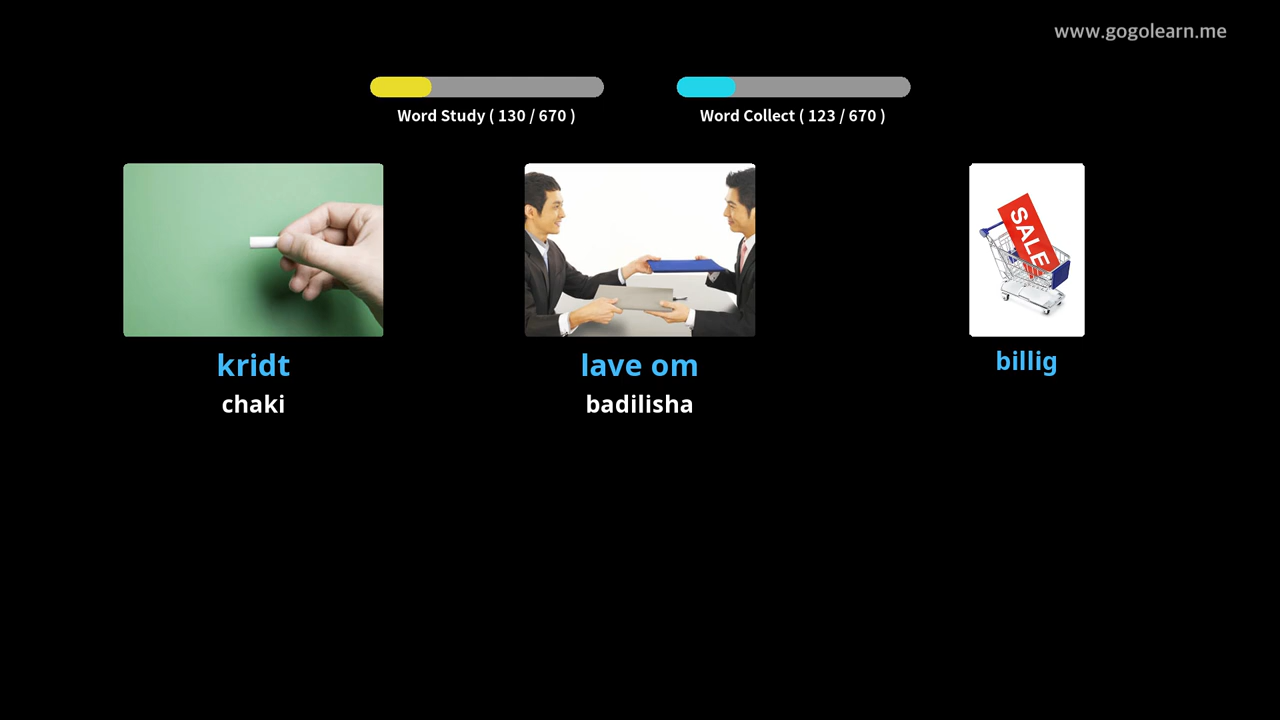 www.gogolearn.me
Word Study ( 130 / 670 )
Word Collect ( 123 / 670 )
SALE
kridt
lave om
billig
chaki
badilisha